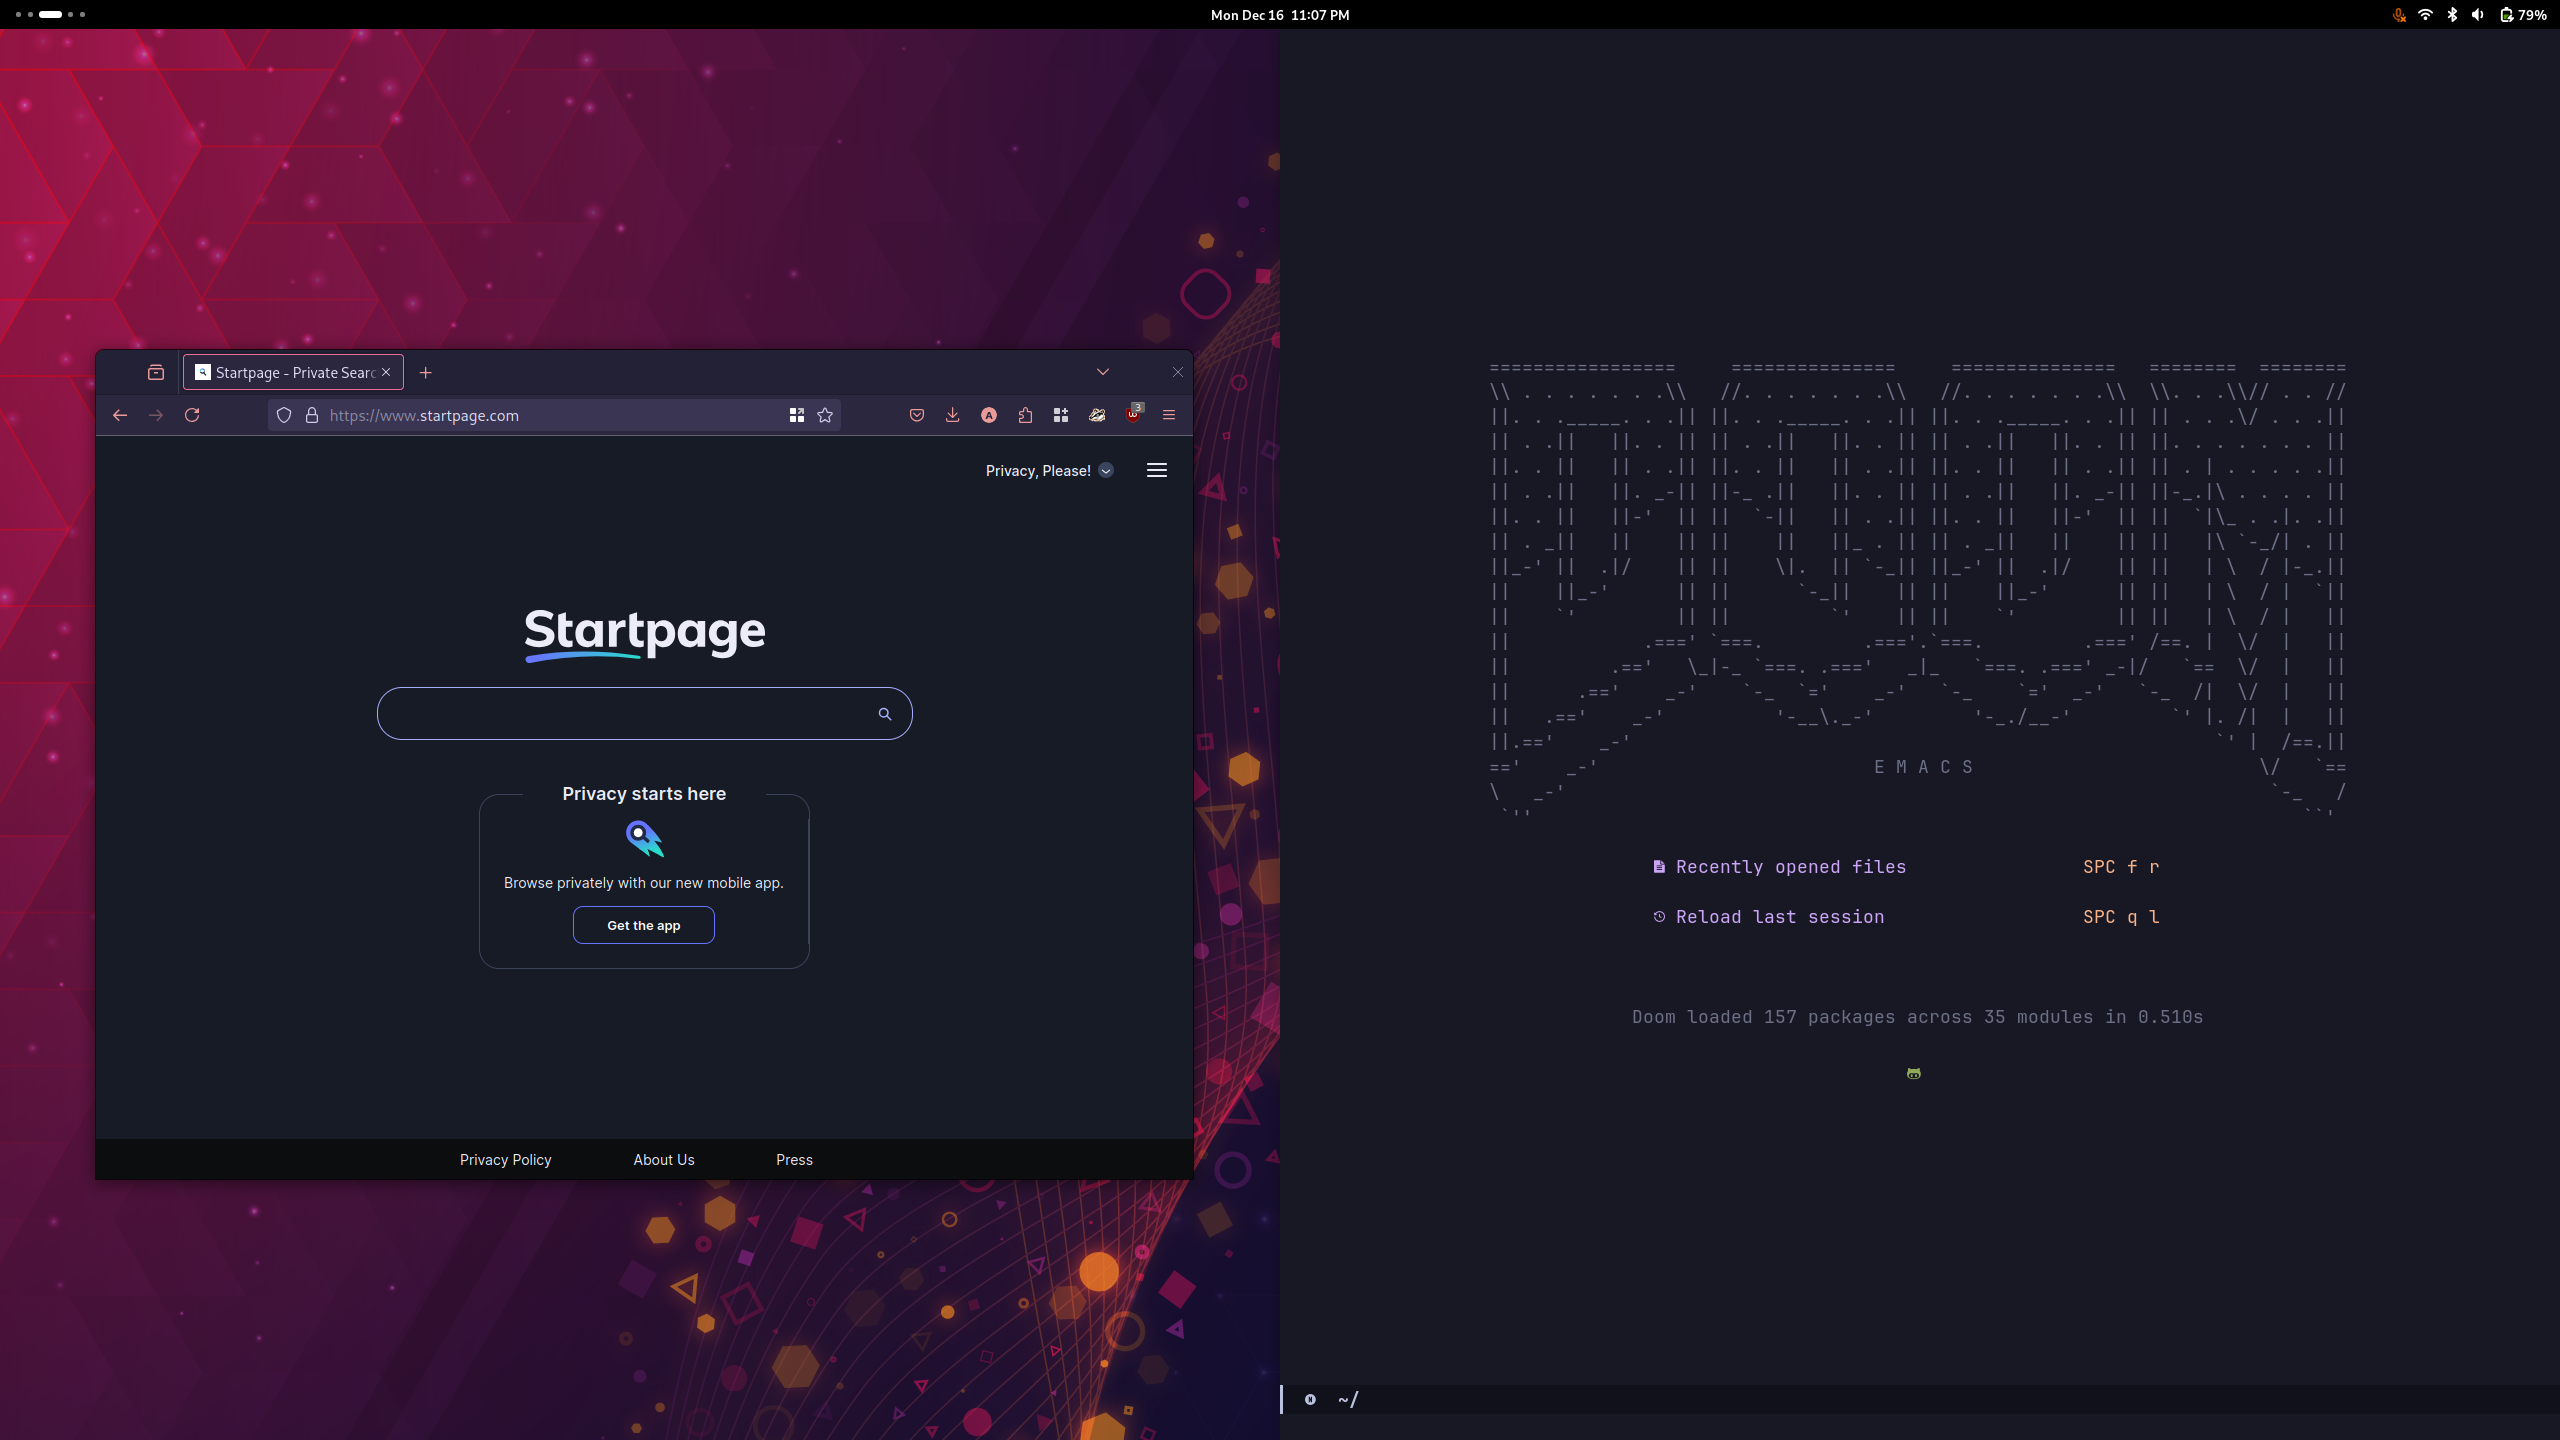 Mon Dec 16  11:07 PM
79%
Startpage - Private Searc
https://www.startpage.com
3
Privacy, Please!
Startpage
Privacy starts here
Browse privately with our new mobile app.
Get the app
Privacy Policy
About Us
Press
E M A C S
Recently opened files
SPC f r
Reload last session
SPC q l
Doom loaded 157 packages across 35 modules in 0.510s
~/